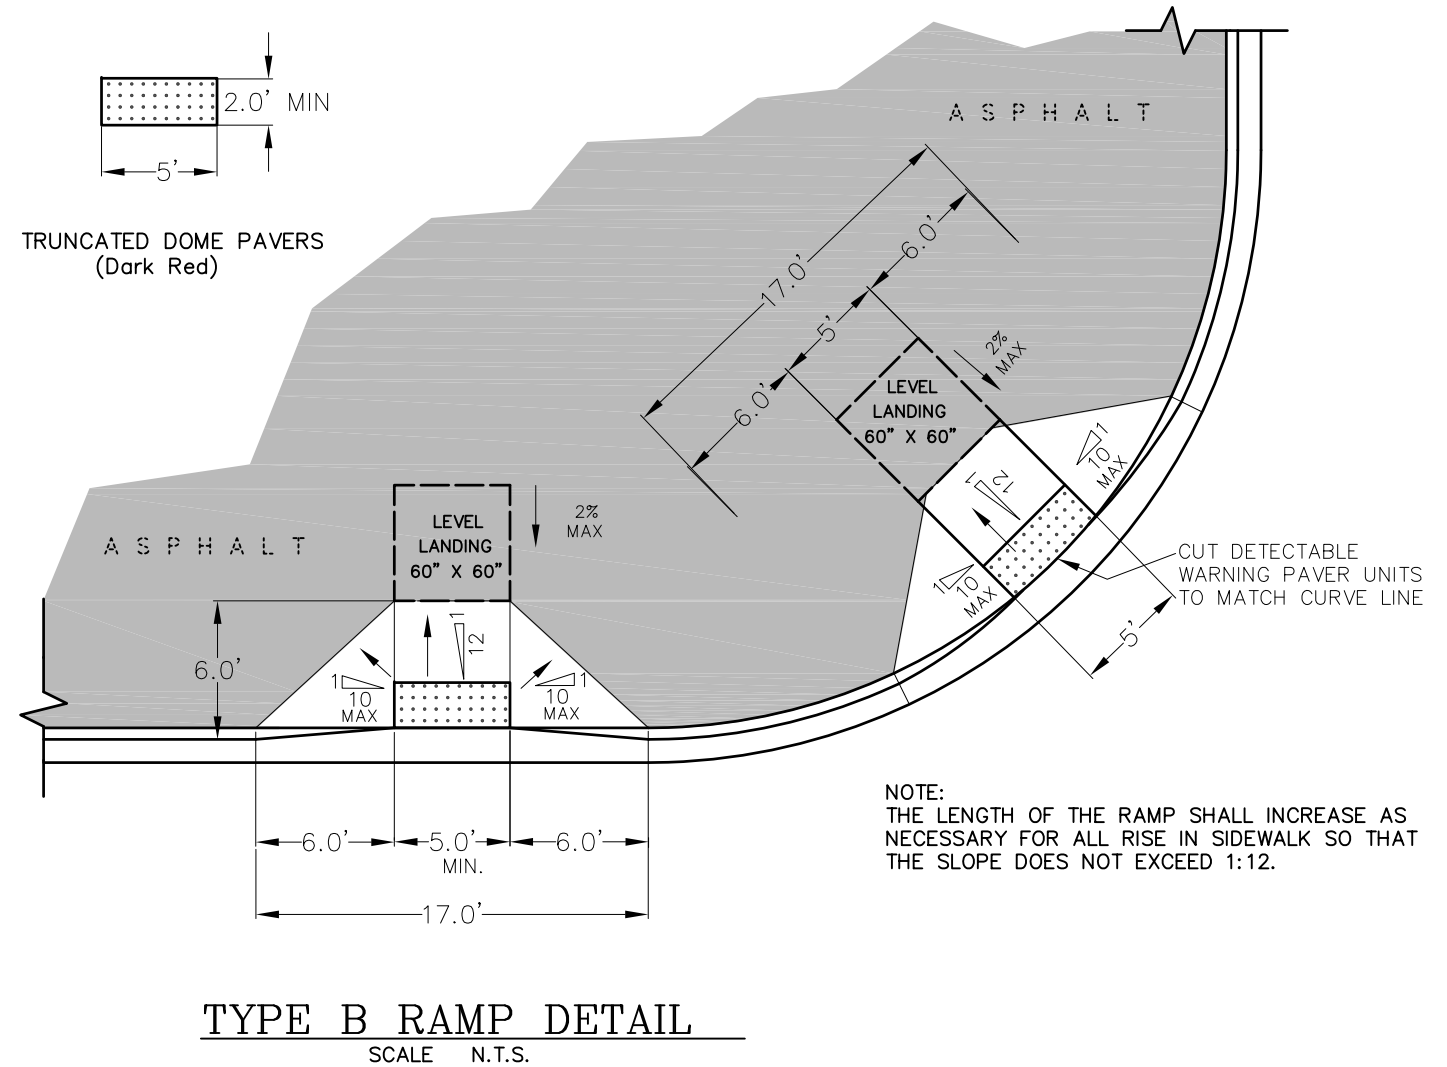 2.0' MIN
5'
TRUNCATED DOME PAVERS
(Dark Red)
ASPHALT
17.0'
6.0'
5'
6.0'
2%
MAX
LEVEL
LANDING
60" X 60"
1
10
MAX
1
12
1
10
MAX
CUT DETECTABLE
WARNING PAVER UNITS
TO MATCH CURVE LINE
5'
ASPHALT
LEVEL
LANDING
60" X 60"
2%
MAX
6.0'
1
12
1
10
MAX
1
10
MAX
6.0'
5.0'
MIN.
6.0'
17.0'
NOTE:
THE LENGTH OF THE RAMP SHALL INCREASE AS
NECESSARY FOR ALL RISE IN SIDEWALK SO THAT
THE SLOPE DOES NOT EXCEED 1:12.
TYPE B RAMP DETAIL
SCALE N.T.S.